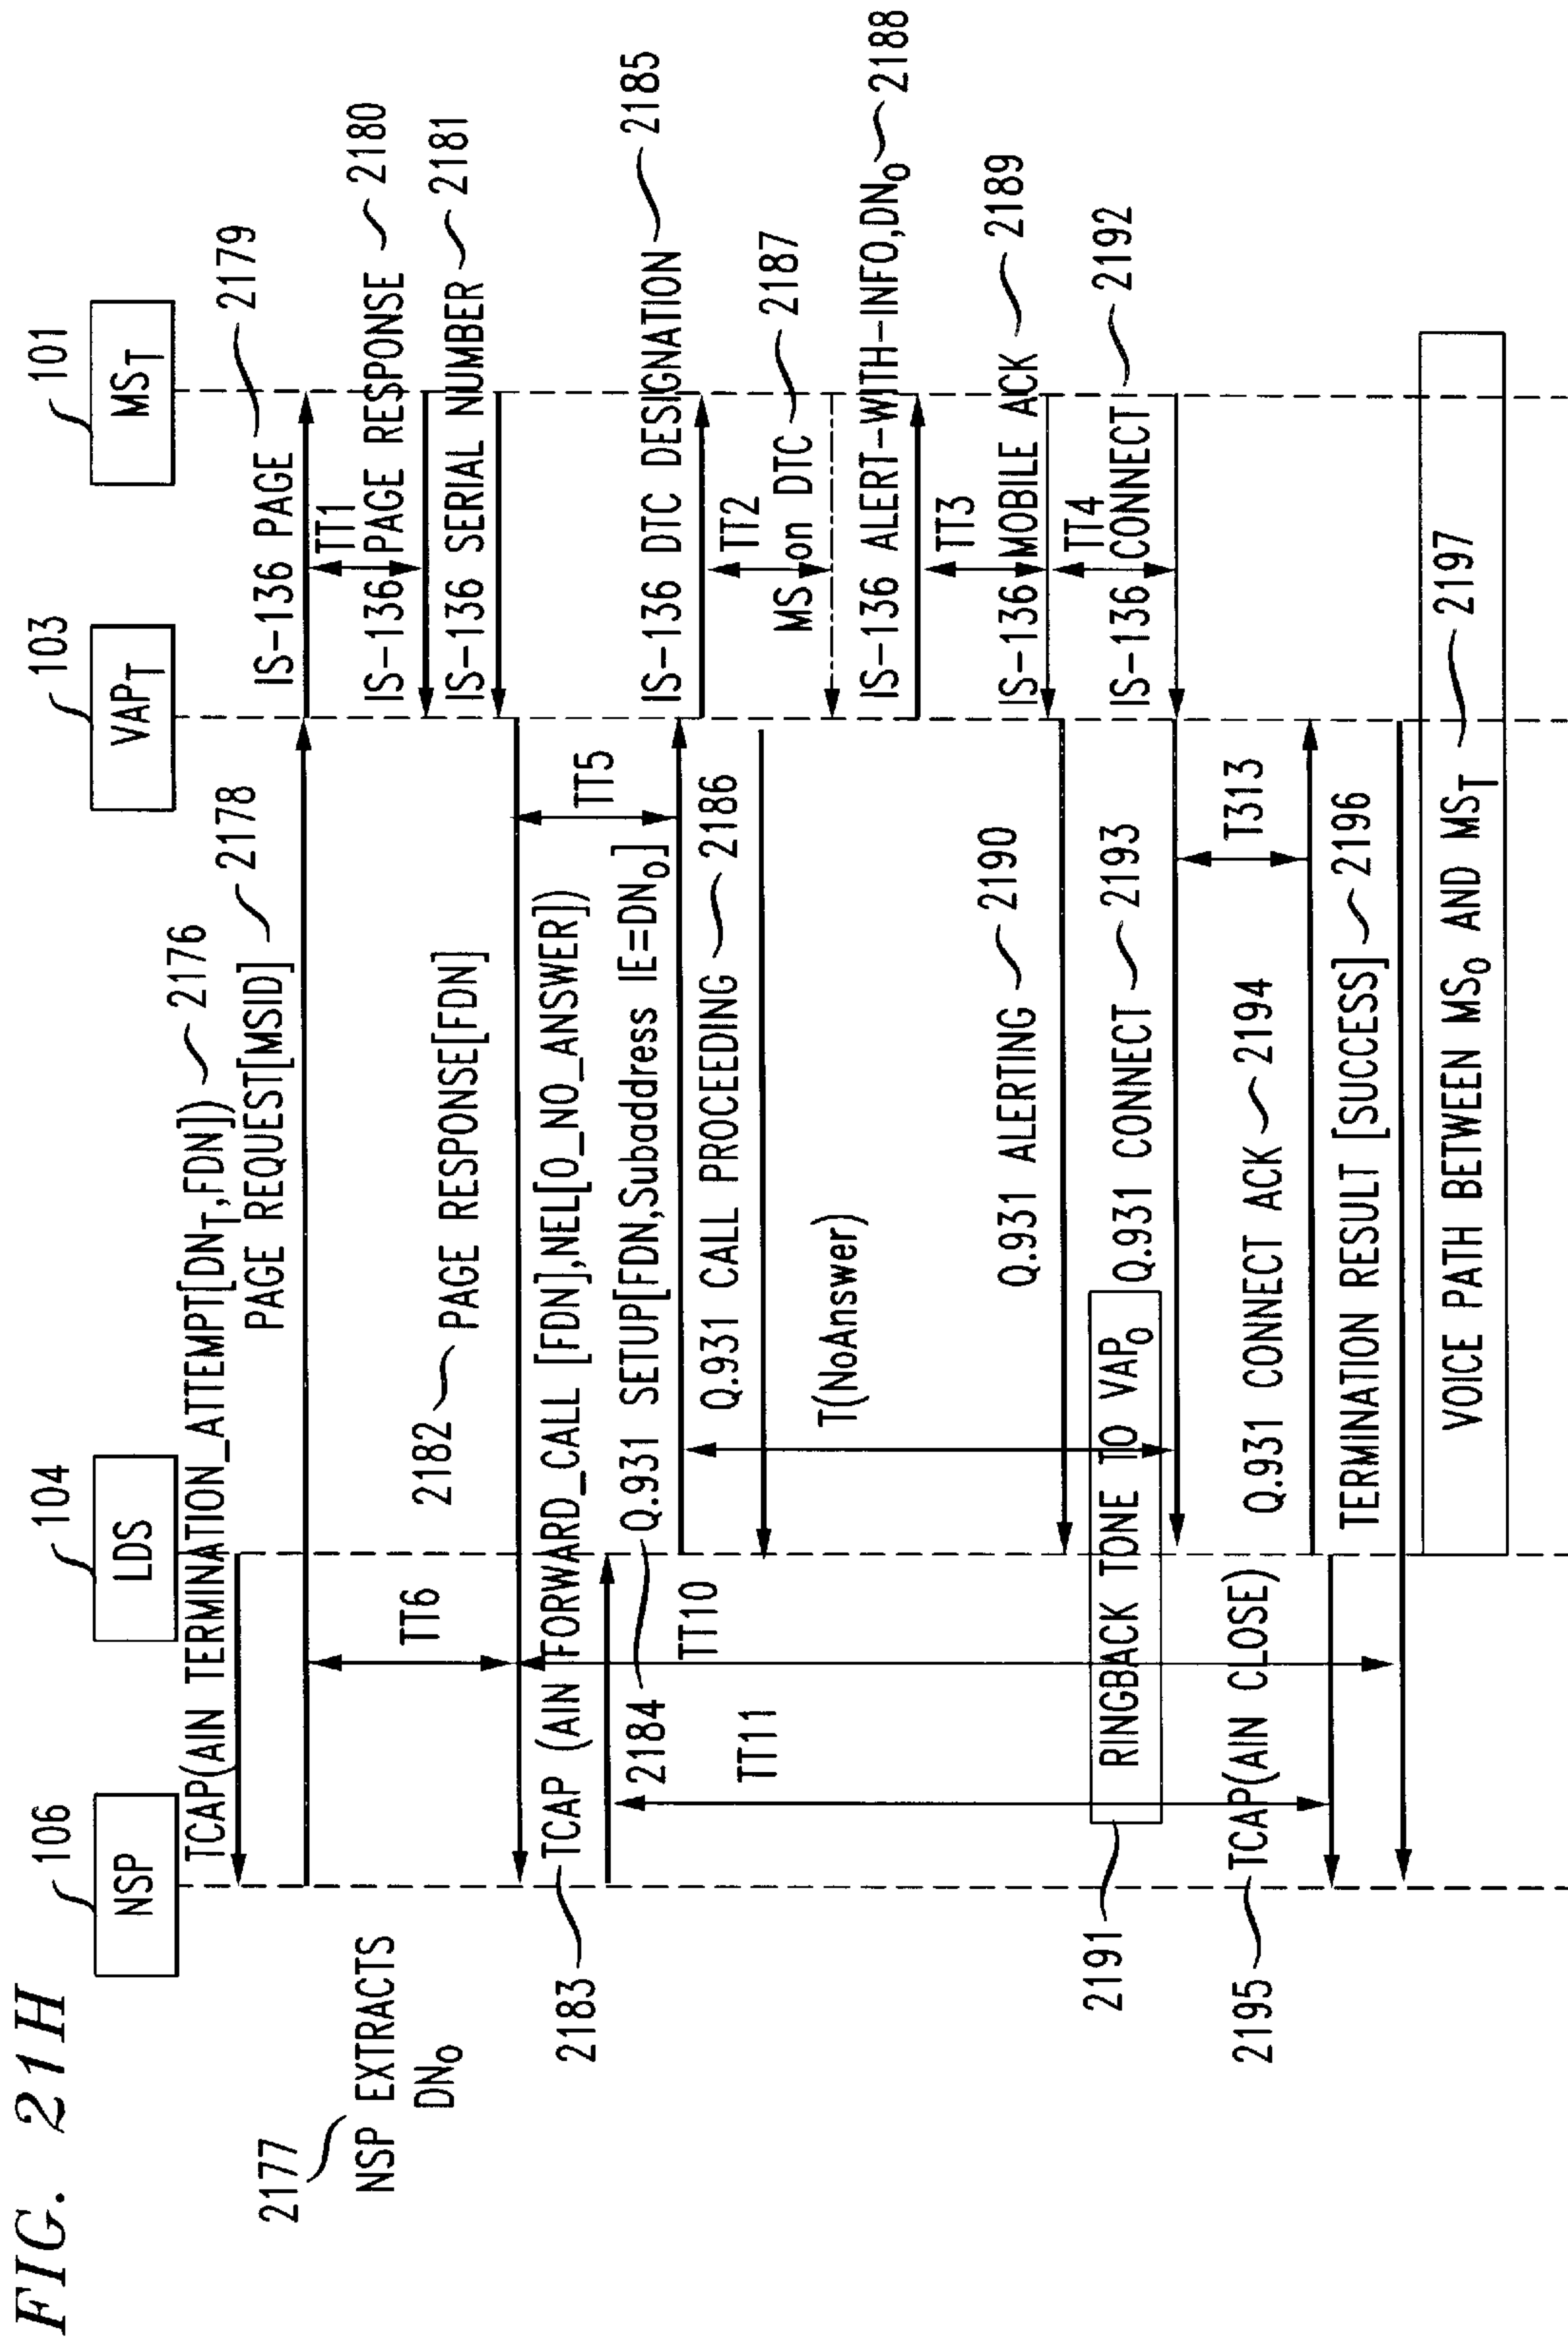 FIG. 21H
106
NSP
104
LDS
103
VAP_T
101
MS_T
2177
NSP EXTRACTS
DN_O
TCAP(AIN TERMINATION_ATTEMPT[DN_T,FDN]) 2176
PAGE REQUEST[MSID] 2178
IS-136 PAGE 2179
TT1
IS-136 PAGE RESPONSE 2180
IS-136 SERIAL NUMBER 2181
TT6
2182 PAGE RESPONSE[FDN]
2183 TCAP (AIN FORWARD_CALL [FDN],NEL[O_NO_ANSWER])
TT5
2184 Q.931 SETUP[FDN,Subaddress IE=DN_O]
IS-136 DTC DESIGNATION 2185
TT10
Q.931 CALL PROCEEDING 2186
TT2
MS on DTC 2187
TT11
T(NoAnswer)
IS-136 ALERT-WITH-INFO,DN_O 2188
TT3
IS-136 MOBILE ACK 2189
Q.931 ALERTING 2190
TT4
2191 RINGBACK TONE TO VAP_O
IS-136 CONNECT 2192
Q.931 CONNECT 2193
T313
Q.931 CONNECT ACK 2194
2195 TCAP(AIN CLOSE)
TERMINATION RESULT [SUCCESS] 2196
VOICE PATH BETWEEN MS_O AND MS_T 2197